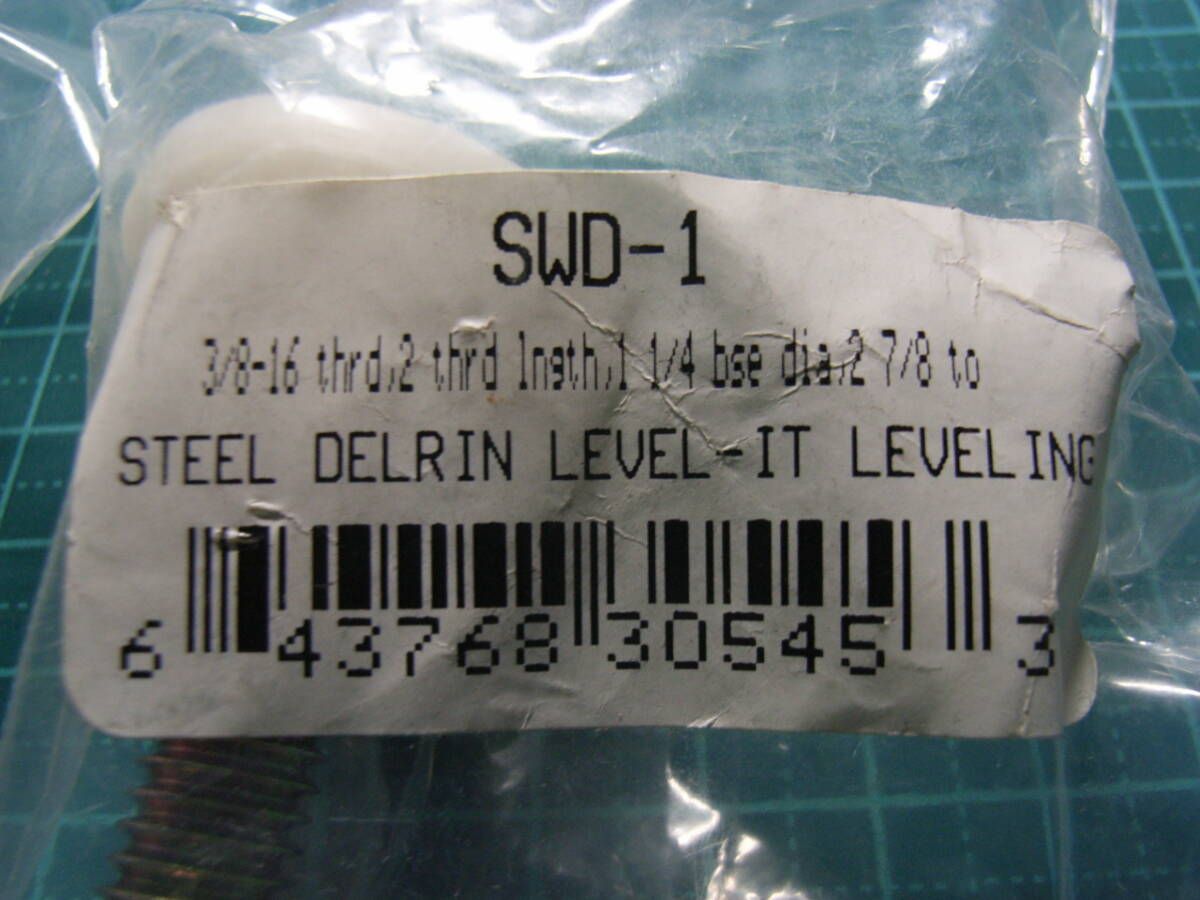 SWD-1
3/8-16 thrd,2 thrd lngth,1 1/4 bse dia,2 7/8 to
STEEL DELRIN LEVEL-IT LEVELING
6 43768 30545 3